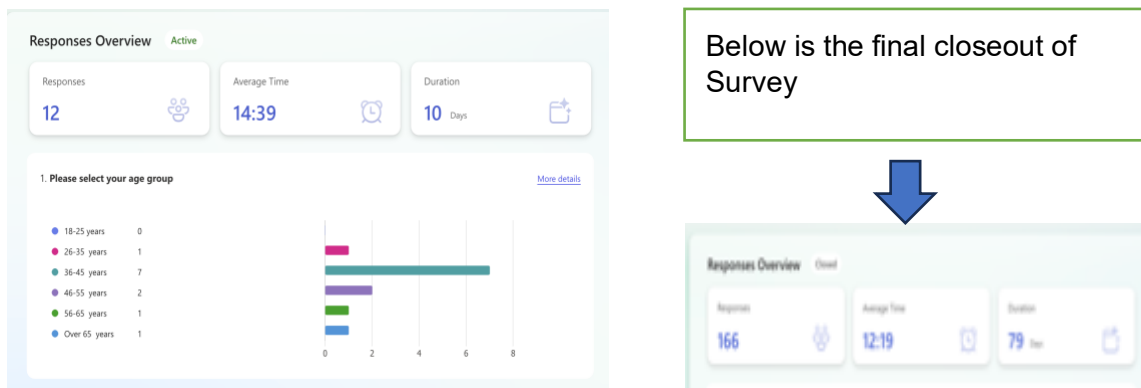 Responses Overview Active
Responses
12
Average Time
14:39
Duration
10 Days
1. Please select your age group
More details
18-25 years 0
26-35 years 1
36-45 years 7
46-55 years 2
56-65 years 1
Over 65 years 1
0 2 4 6 8
Below is the final closeout of
Survey
Responses Overview Closed
Responses
166
Average Time
12:19
Duration
79 Days